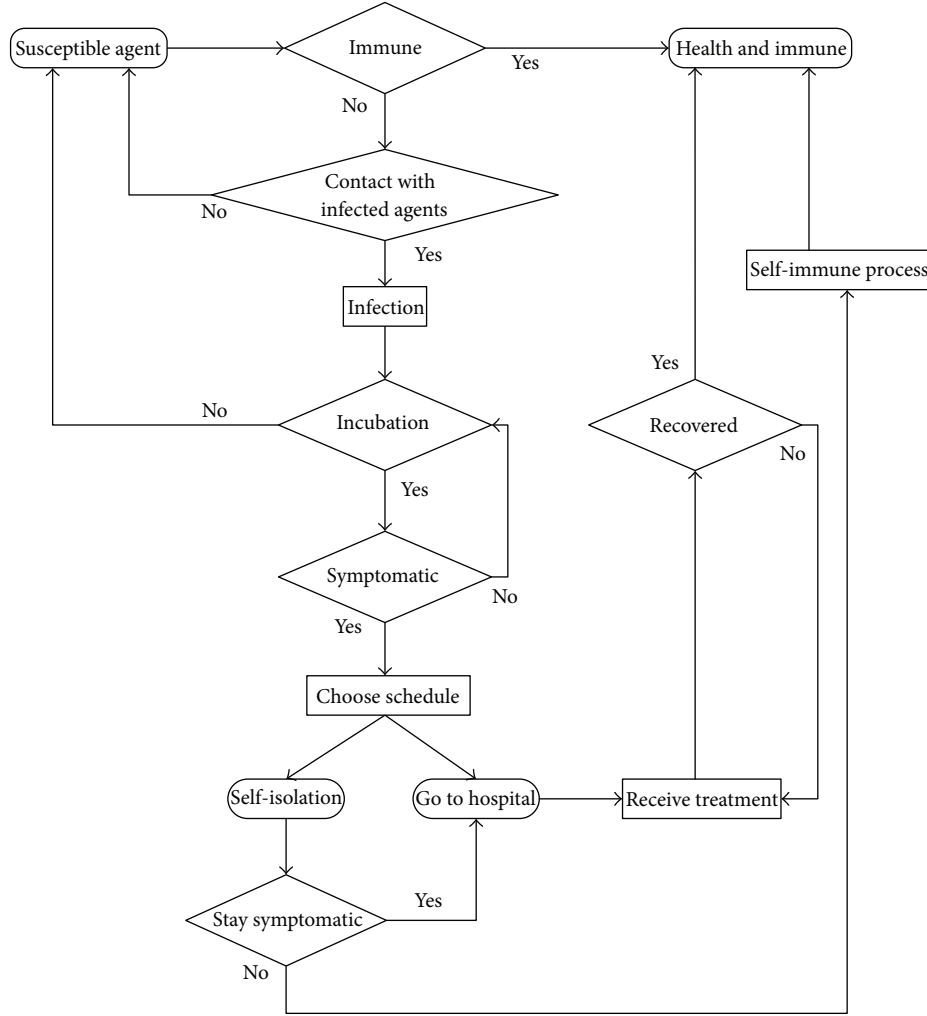 Susceptible agent
Immune
Yes
Health and immune
No
Contact with
infected agents
No
Yes
Self-immune process
Infection
Yes
No
Incubation
Recovered
No
Yes
Symptomatic
No
Yes
Choose schedule
Self-isolation
Go to hospital
Receive treatment
Yes
Stay symptomatic
No